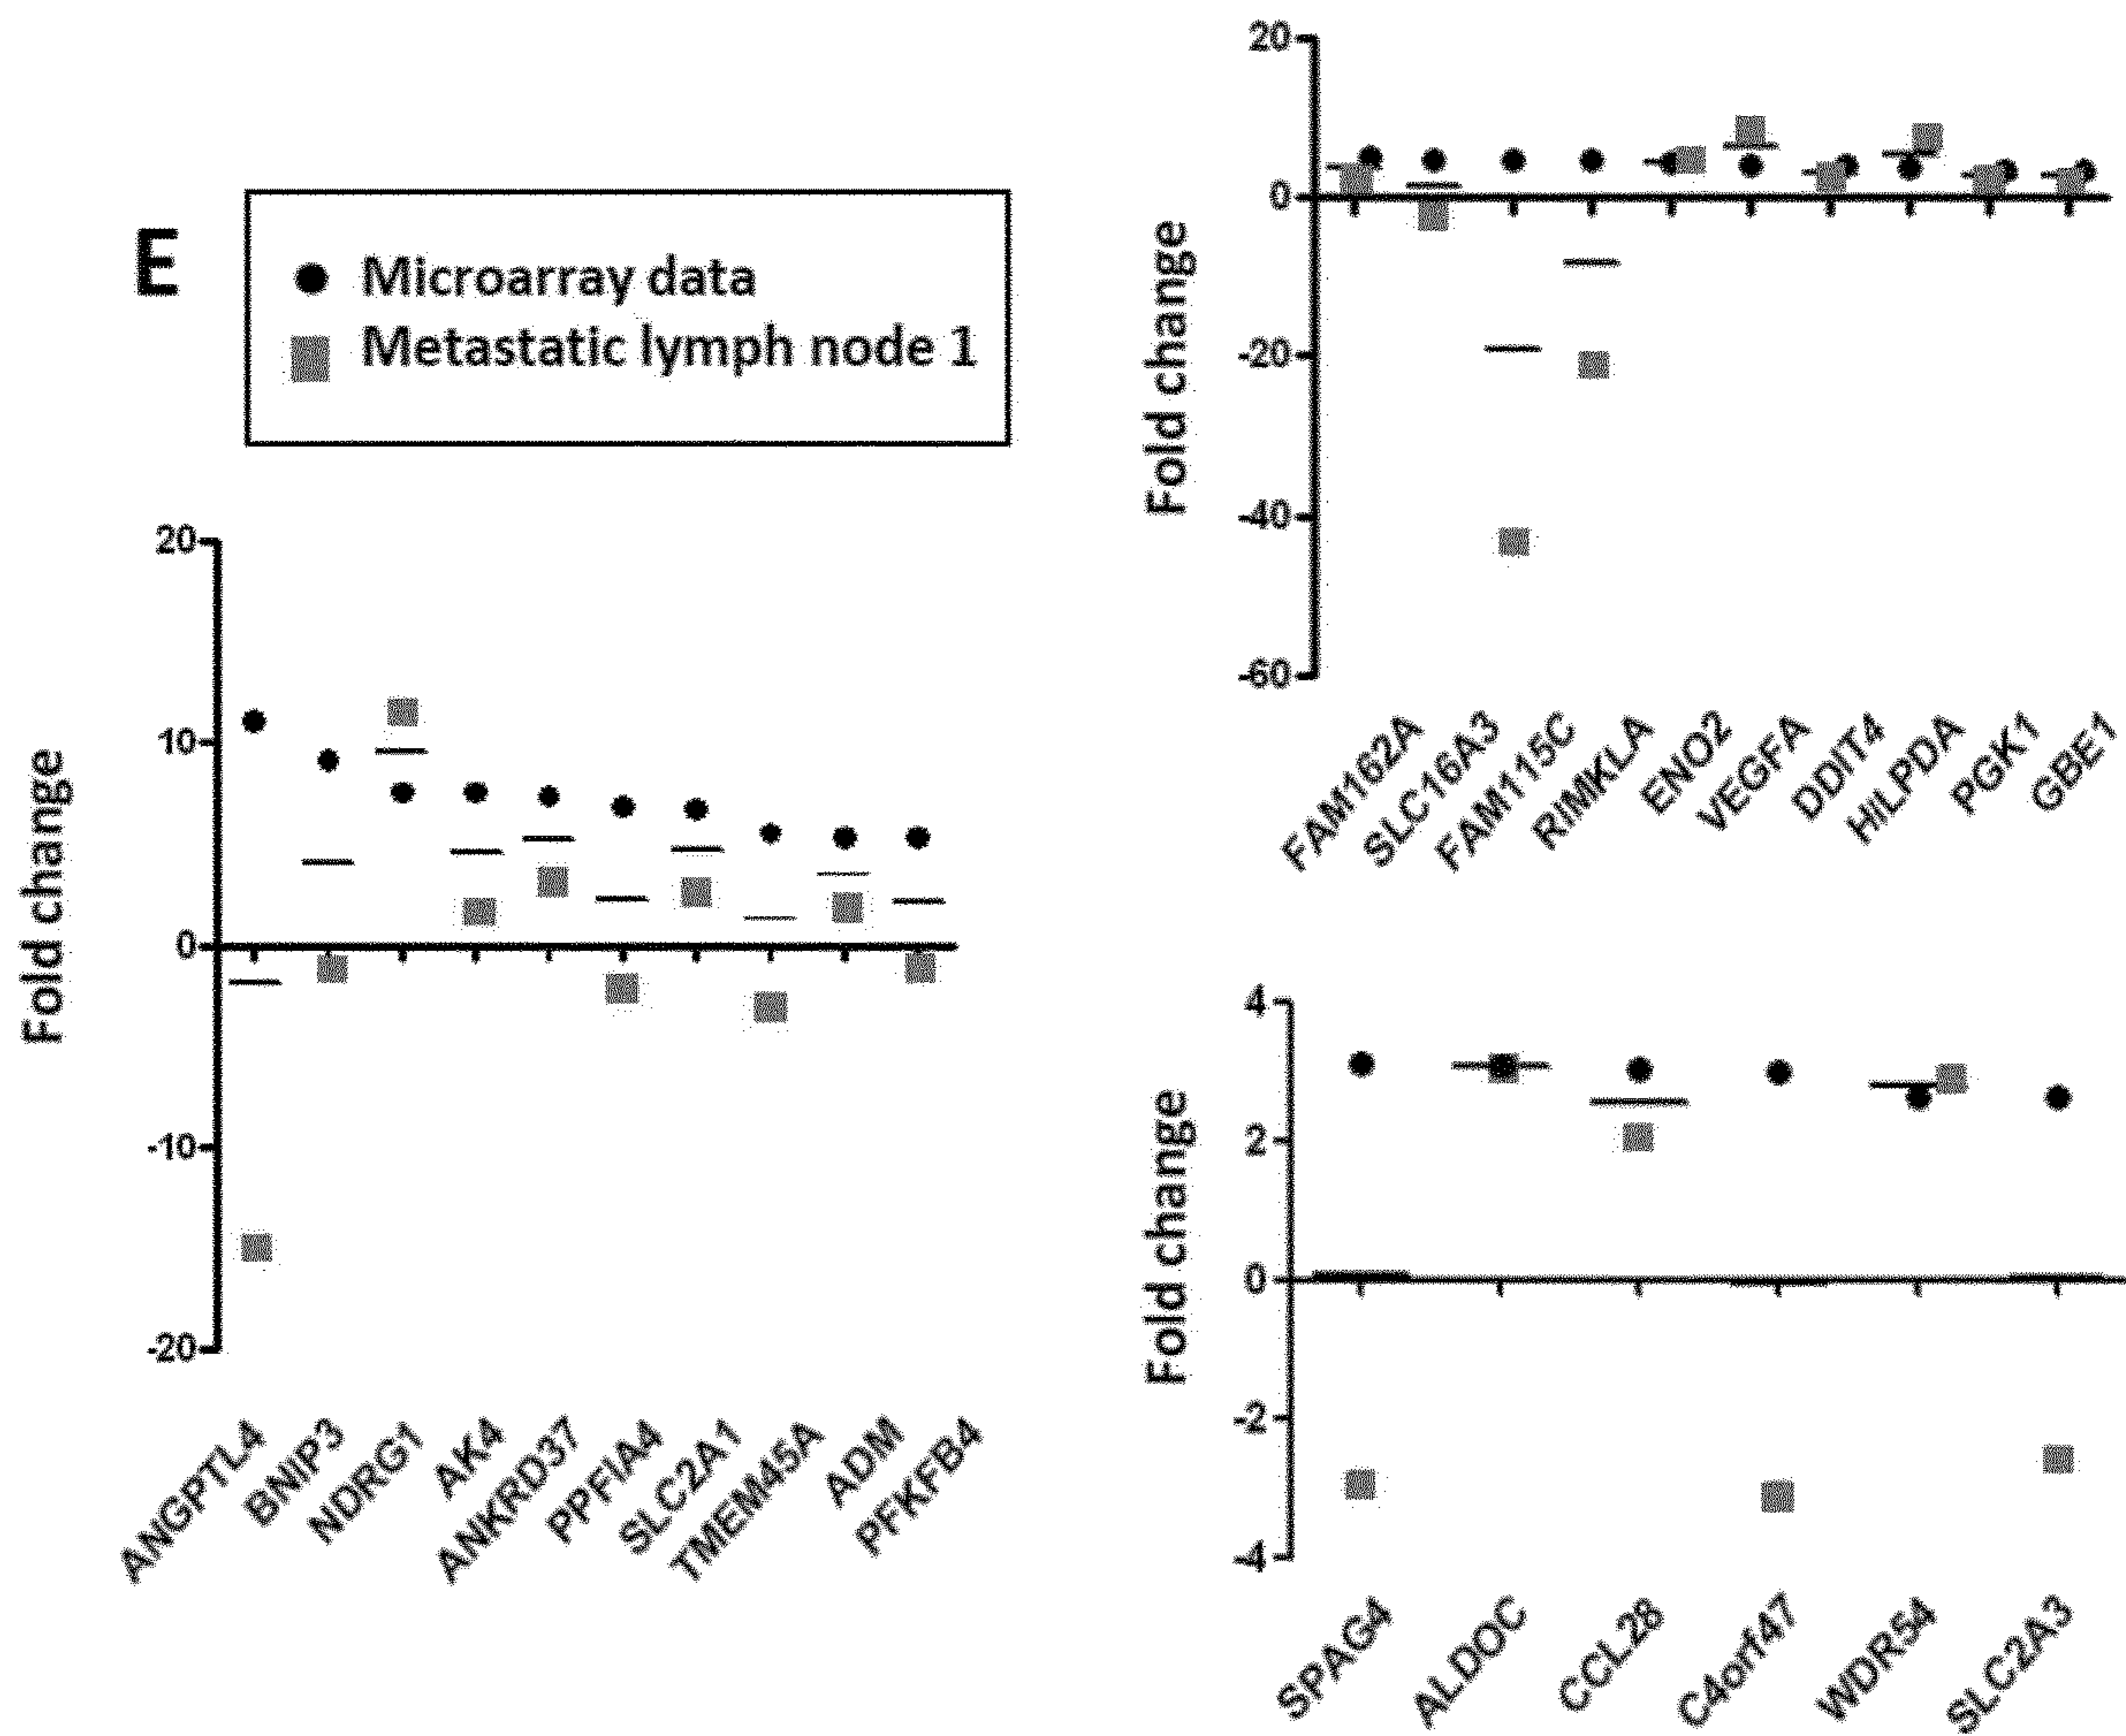 E
Microarray data
Metastatic lymph node 1
Fold change
20
10
0
-10
-20
ANGPTL4
BNIP3
NDRG1
AK4
ANKRD37
PPFIA4
SLC2A1
TMEM45A
ADM
PFKFB4
Fold change
20
0
-20
-40
-60
FAM162A
SLC16A3
FAM115C
RIMKLA
ENO2
VEGFA
DDIT4
HILPDA
PGK1
GBE1
Fold change
4
2
0
-2
-4
SPAG4
ALDOC
CCL28
C4orf47
WDR54
SLC2A3